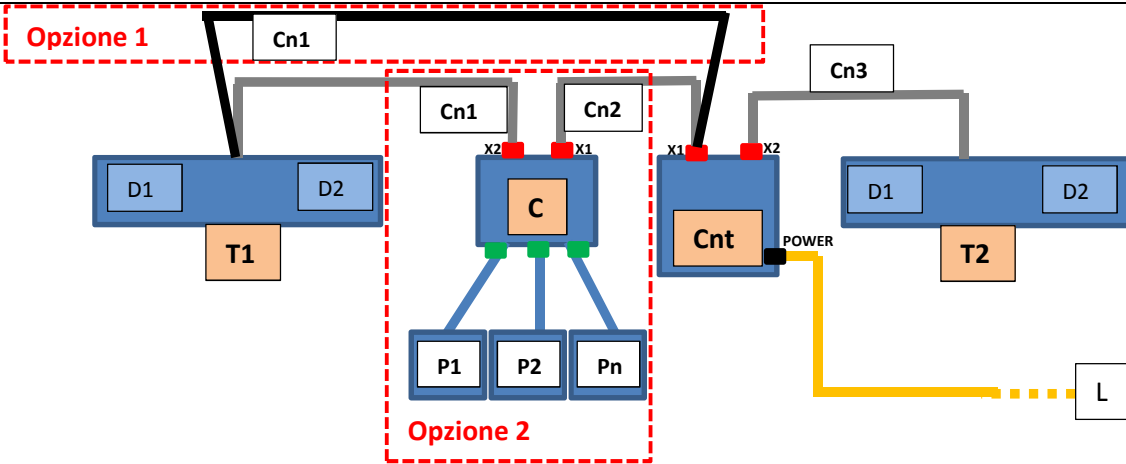 Opzione 1
Cn1
Cn1
Cn2
Cn3
X2
X1
X1
X2
D1
D2
T1
C
Cnt
POWER
D1
D2
T2
P1
P2
Pn
L
Opzione 2